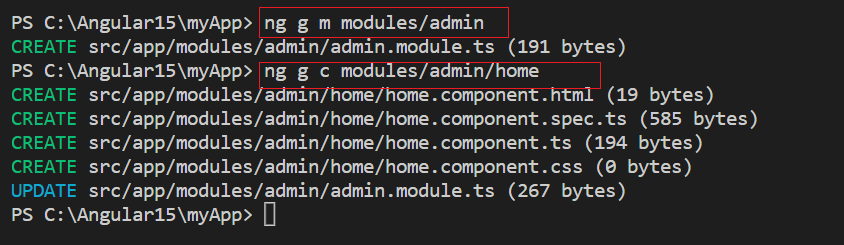 PS C:\Angular15\myApp> ng g m modules/admin
CREATE src/app/modules/admin/admin.module.ts (191 bytes)
PS C:\Angular15\myApp> ng g c modules/admin/home
CREATE src/app/modules/admin/home/home.component.html (19 bytes)
CREATE src/app/modules/admin/home/home.component.spec.ts (585 bytes)
CREATE src/app/modules/admin/home/home.component.ts (194 bytes)
CREATE src/app/modules/admin/home/home.component.css (0 bytes)
UPDATE src/app/modules/admin/admin.module.ts (267 bytes)
PS C:\Angular15\myApp>